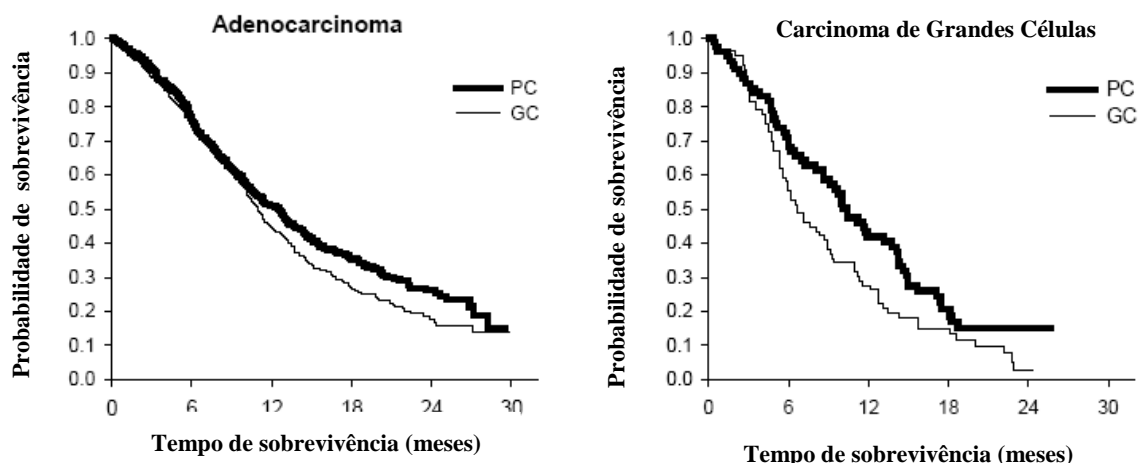 Adenocarcinoma
Probabilidade de sobrevivência
1.0
0.9
0.8
0.7
0.6
0.5
0.4
0.3
0.2
0.1
0.0
PC
GC
0 6 12 18 24 30
Tempo de sobrevivência (meses)
Carcinoma de Grandes Células
Probabilidade de sobrevivência
1.0
0.9
0.8
0.7
0.6
0.5
0.4
0.3
0.2
0.1
0.0
PC
GC
0 6 12 18 24 30
Tempo de sobrevivência (meses)